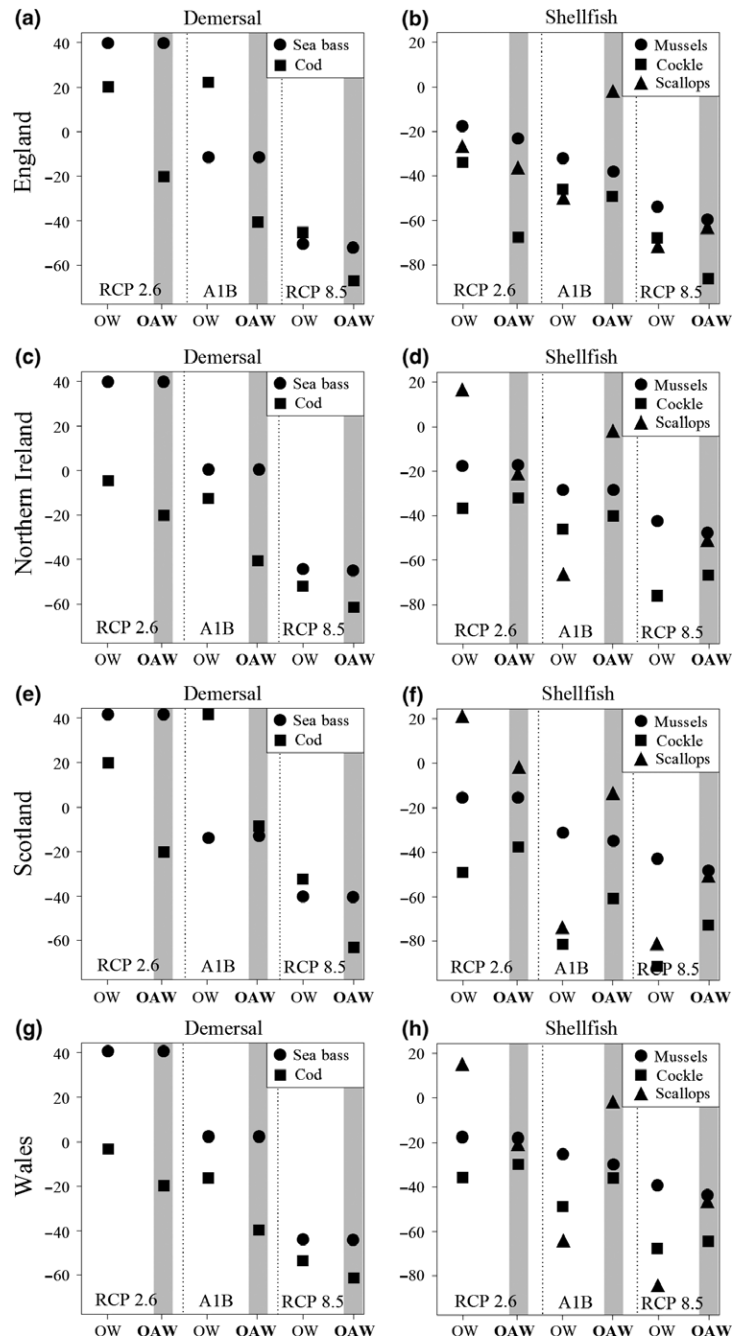 (a) Demersal
Sea bass
Cod
England
40
20
0
−20
−40
−60
RCP 2.6 A1B RCP 8.5
OW OAW OW OAW OW OAW
(b) Shellfish
Mussels
Cockle
Scallops
20
0
−20
−40
−60
−80
RCP 2.6 A1B RCP 8.5
OW OAW OW OAW OW OAW
(c) Demersal
Sea bass
Cod
Northern Ireland
40
20
0
−20
−40
−60
RCP 2.6 A1B RCP 8.5
OW OAW OW OAW OW OAW
(d) Shellfish
Mussels
Cockle
Scallops
20
0
−20
−40
−60
−80
RCP 2.6 A1B RCP 8.5
OW OAW OW OAW OW OAW
(e) Demersal
Sea bass
Cod
Scotland
40
20
0
−20
−40
−60
RCP 2.6 A1B RCP 8.5
OW OAW OW OAW OW OAW
(f) Shellfish
Mussels
Cockle
Scallops
20
0
−20
−40
−60
−80
RCP 2.6 A1B RCP 8.5
OW OAW OW OAW OW OAW
(g) Demersal
Sea bass
Cod
Wales
40
20
0
−20
−40
−60
RCP 2.6 A1B RCP 8.5
OW OAW OW OAW OW OAW
(h) Shellfish
Mussels
Cockle
Scallops
20
0
−20
−40
−60
−80
RCP 2.6 A1B RCP 8.5
OW OAW OW OAW OW OAW